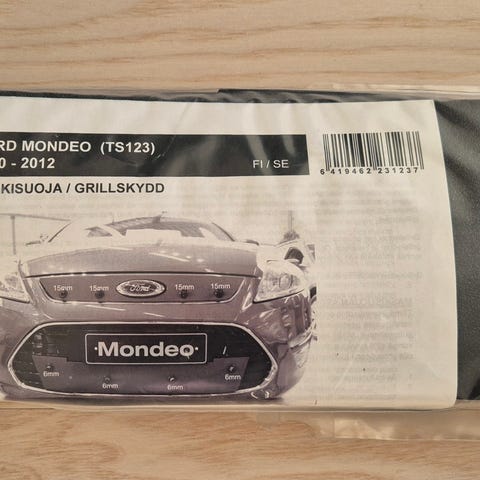 RD MONDEO (TS123)
0 - 2012
FI / SE
KISUOJA / GRILLSKYDD
6 419462 231237
15mm 15mm Ford 15mm 15mm
Mondeo
6mm 6mm 6mm 6mm